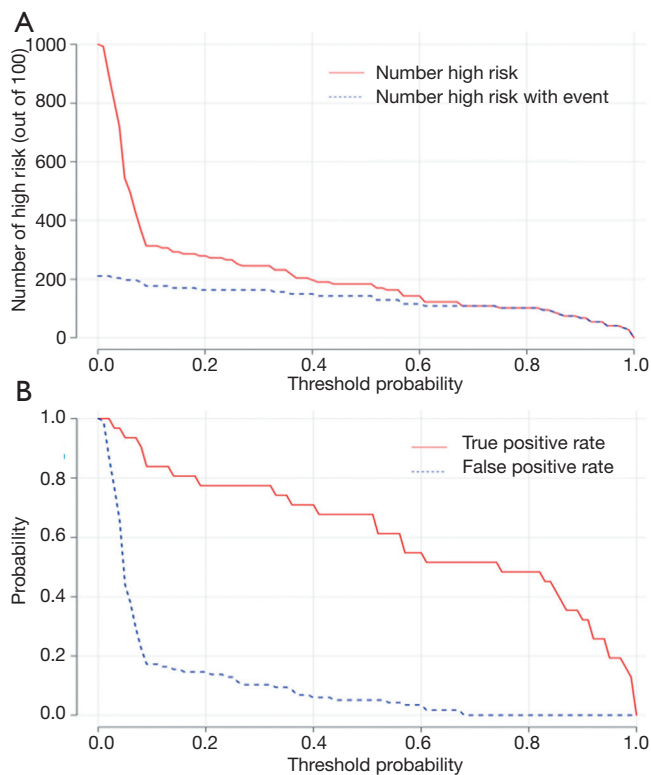 A
Number of high risk (out of 100)
1000
800
600
400
200
0
Number high risk
Number high risk with event
0.0 0.2 0.4 0.6 0.8 1.0
Threshold probability
B
Probability
1.0
0.8
0.6
0.4
0.2
0.0
True positive rate
False positive rate
0.0 0.2 0.4 0.6 0.8 1.0
Threshold probability